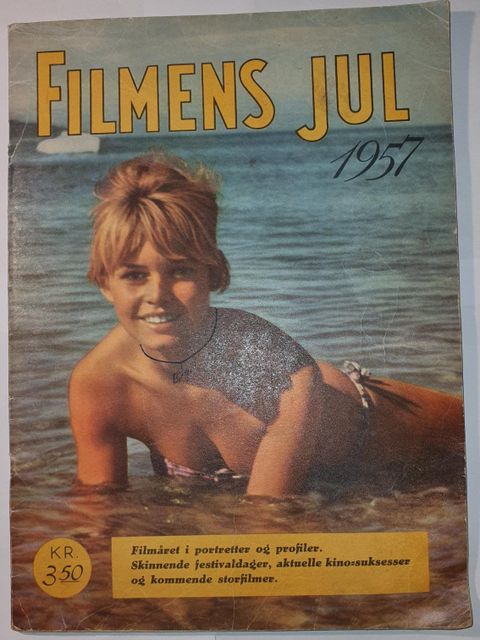 FILMENS JUL
1957
KR.
3 50
Filmåret i portretter og profiler.
Skinnende festivaldager, aktuelle kino=suksesser
og kommende storfilmer.